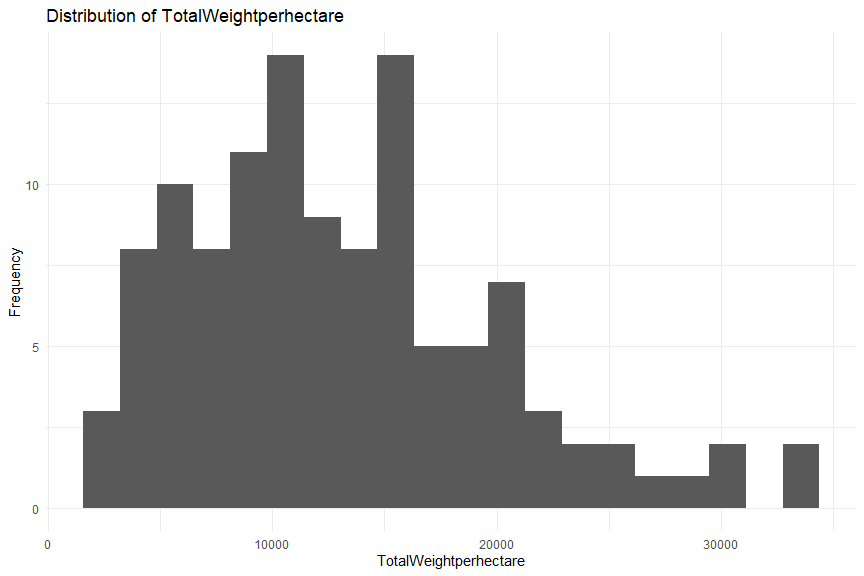 Distribution of TotalWeightperhectare
10
5
0
Frequency
0 10000 20000 30000
TotalWeightperhectare